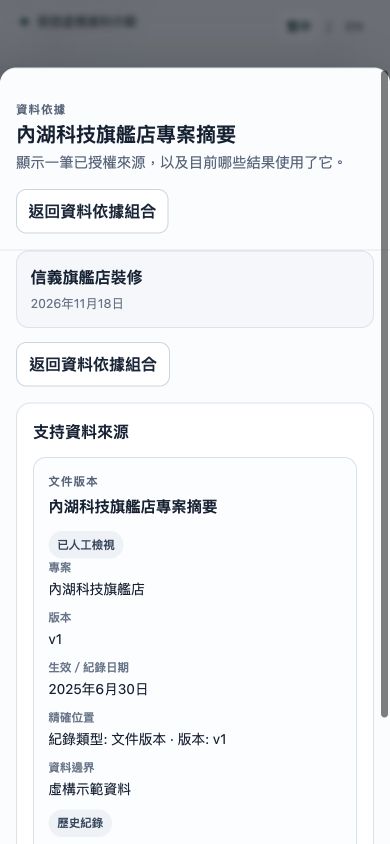 資料依據
內湖科技旗艦店專案摘要
顯示一筆已授權來源，以及目前哪些結果使用了它。
返回資料依據組合
信義旗艦店裝修
2026年11月18日
返回資料依據組合
支持資料來源
文件版本
內湖科技旗艦店專案摘要
已人工檢視
專案
內湖科技旗艦店
版本
v1
生效 / 紀錄日期
2025年6月30日
精確位置
紀錄類型: 文件版本 · 版本: v1
資料邊界
虛構示範資料
歷史紀錄